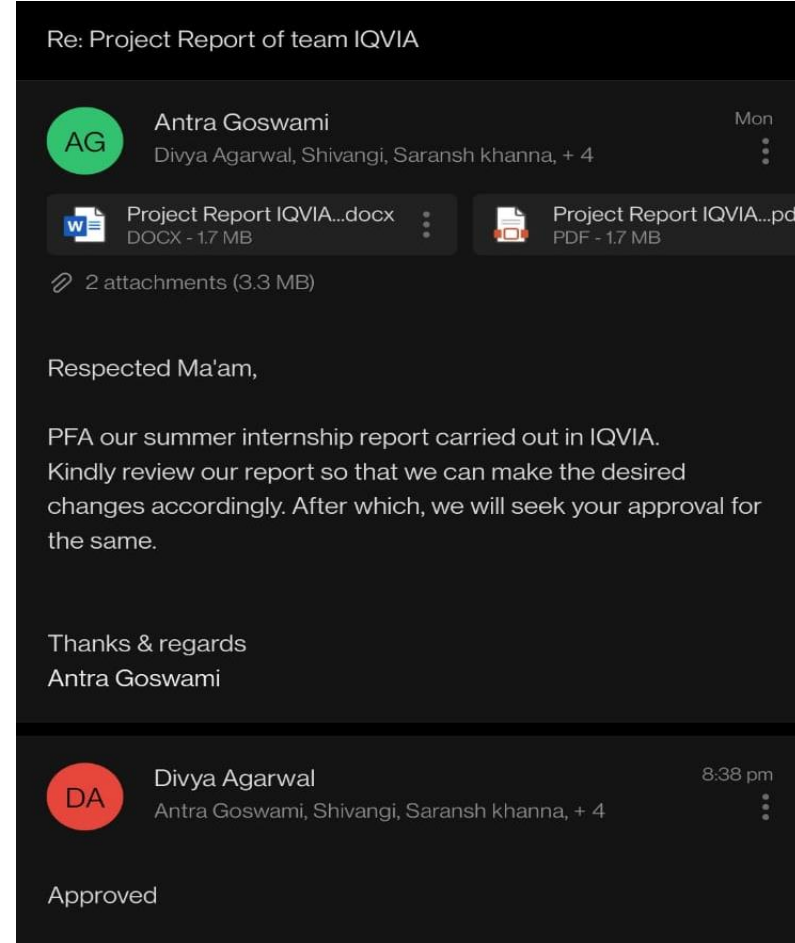 Re: Project Report of team IQVIA
AG
Antra Goswami
Mon
Divya Agarwal, Shivangi, Saransh khanna, + 4
Project Report IQVIA...docx
DOCX - 1.7 MB
Project Report IQVIA...pd
PDF - 1.7 MB
2 attachments (3.3 MB)
Respected Ma'am,
PFA our summer internship report carried out in IQVIA.
Kindly review our report so that we can make the desired
changes accordingly. After which, we will seek your approval for
the same.
Thanks & regards
Antra Goswami
DA
Divya Agarwal
8:38 pm
Antra Goswami, Shivangi, Saransh khanna, + 4
Approved